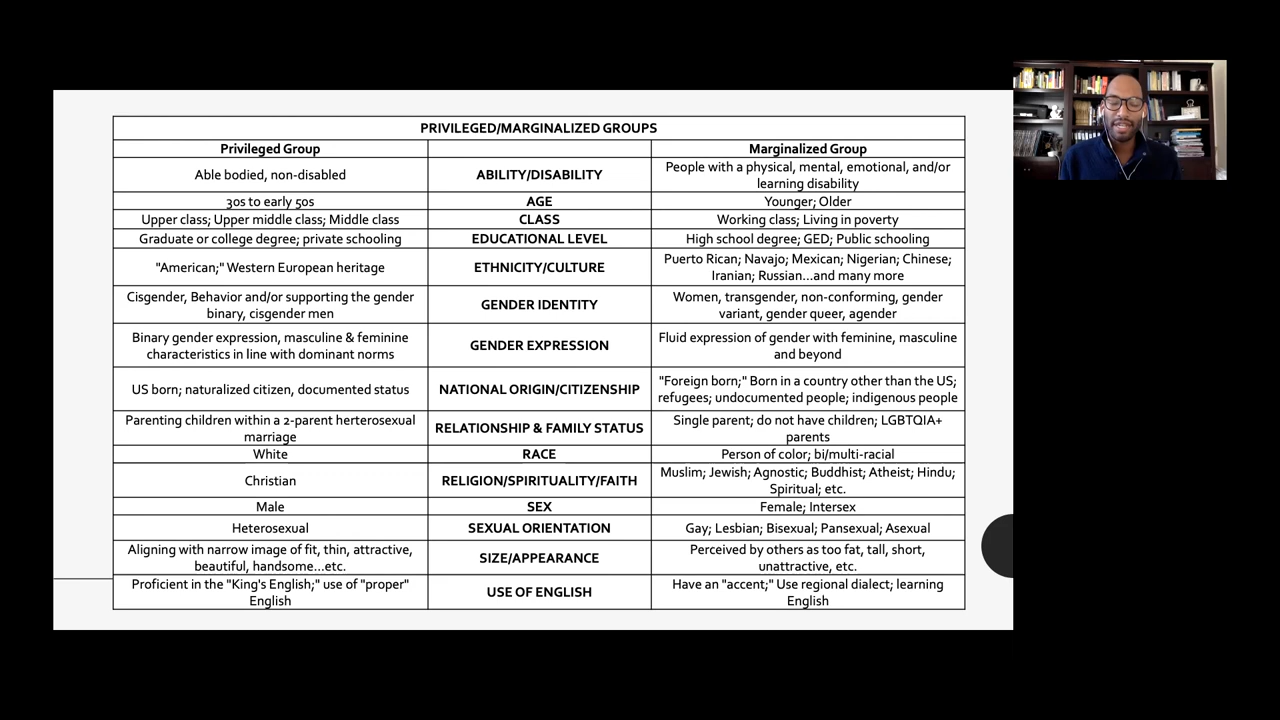 PRIVILEGED/MARGINALIZED GROUPS
Privileged Group
Marginalized Group
Able bodied, non-disabled
ABILITY/DISABILITY
People with a physical, mental, emotional, and/or
learning disability
30s to early 50s
AGE
Younger; Older
Upper class; Upper middle class; Middle class
CLASS
Working class; Living in poverty
Graduate or college degree; private schooling
EDUCATIONAL LEVEL
High school degree; GED; Public schooling
"American;" Western European heritage
ETHNICITY/CULTURE
Puerto Rican; Navajo; Mexican; Nigerian; Chinese;
Iranian; Russian...and many more
Cisgender, Behavior and/or supporting the gender
binary, cisgender men
GENDER IDENTITY
Women, transgender, non-conforming, gender
variant, gender queer, agender
Binary gender expression, masculine & feminine
characteristics in line with dominant norms
GENDER EXPRESSION
Fluid expression of gender with feminine, masculine
and beyond
US born; naturalized citizen, documented status
NATIONAL ORIGIN/CITIZENSHIP
"Foreign born;" Born in a country other than the US;
refugees; undocumented people; indigenous people
Parenting children within a 2-parent herterosexual
marriage
RELATIONSHIP & FAMILY STATUS
Single parent; do not have children; LGBTQIA+
parents
White
RACE
Person of color; bi/multi-racial
Christian
RELIGION/SPIRITUALITY/FAITH
Muslim; Jewish; Agnostic; Buddhist; Atheist; Hindu;
Spiritual; etc.
Male
SEX
Female; Intersex
Heterosexual
SEXUAL ORIENTATION
Gay; Lesbian; Bisexual; Pansexual; Asexual
Aligning with narrow image of fit, thin, attractive,
beautiful, handsome...etc.
SIZE/APPEARANCE
Perceived by others as too fat, tall, short,
unattractive, etc.
Proficient in the "King's English;" use of "proper"
English
USE OF ENGLISH
Have an "accent;" Use regional dialect; learning
English